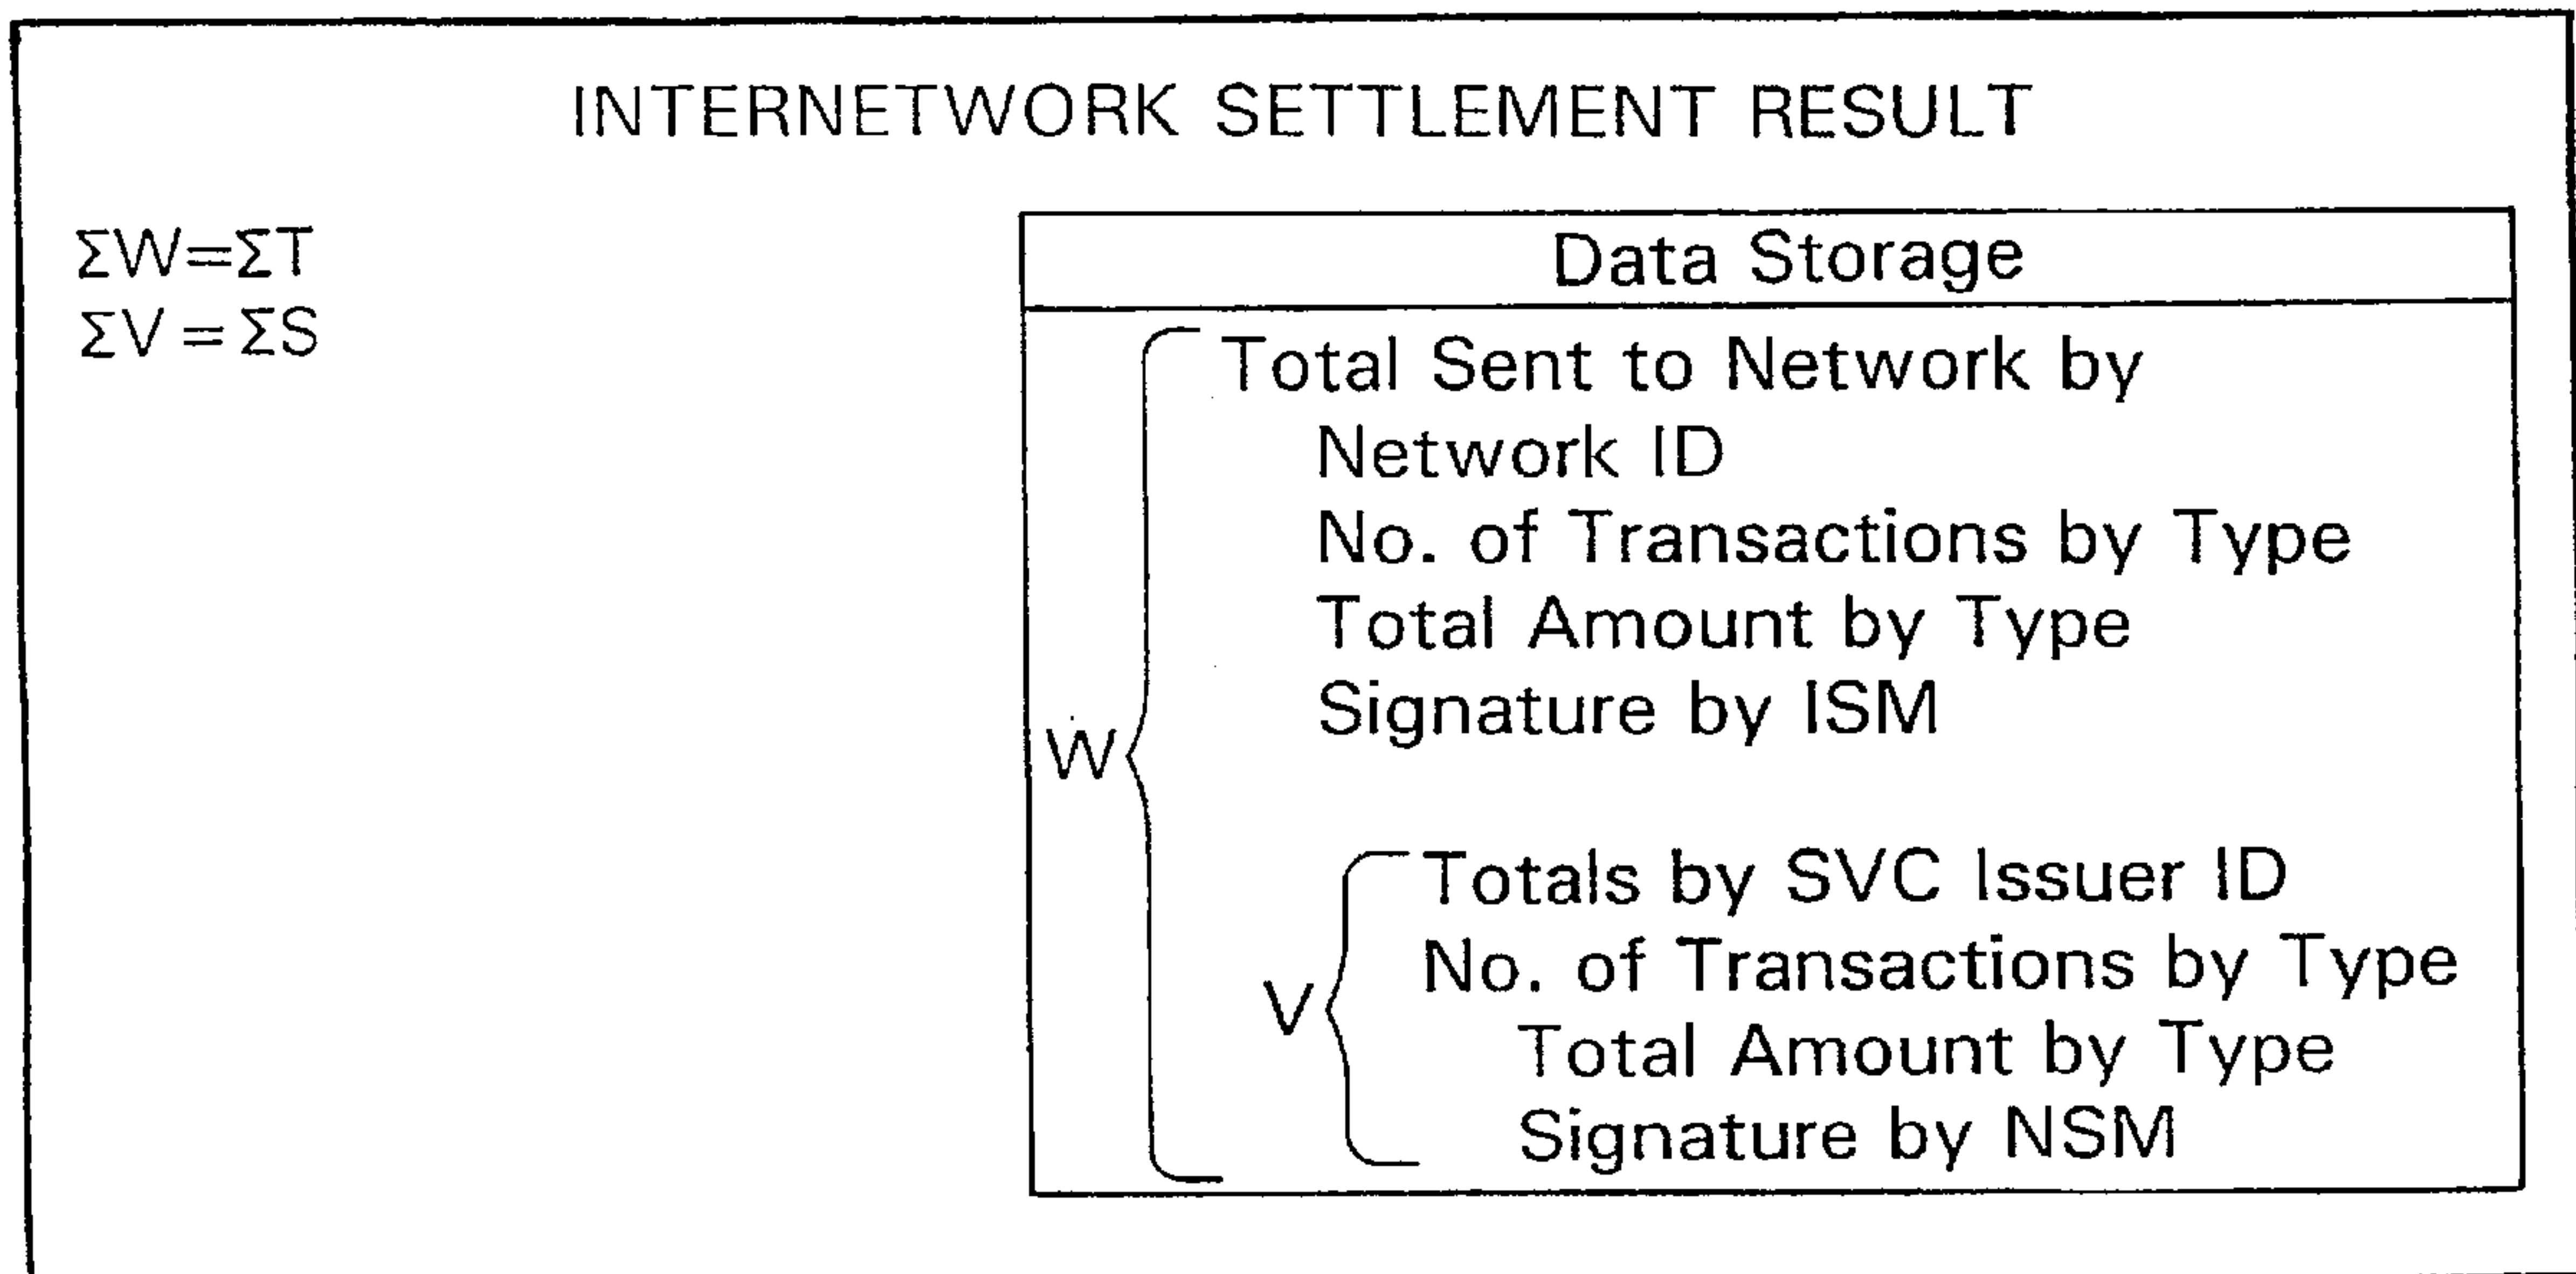 INTERNETWORK SETTLEMENT RESULT
ΣW=ΣT
ΣV=ΣS
Data Storage
Total Sent to Network by
Network ID
No. of Transactions by Type
Total Amount by Type
Signature by ISM
W
Totals by SVC Issuer ID
No. of Transactions by Type
V
Total Amount by Type
Signature by NSM